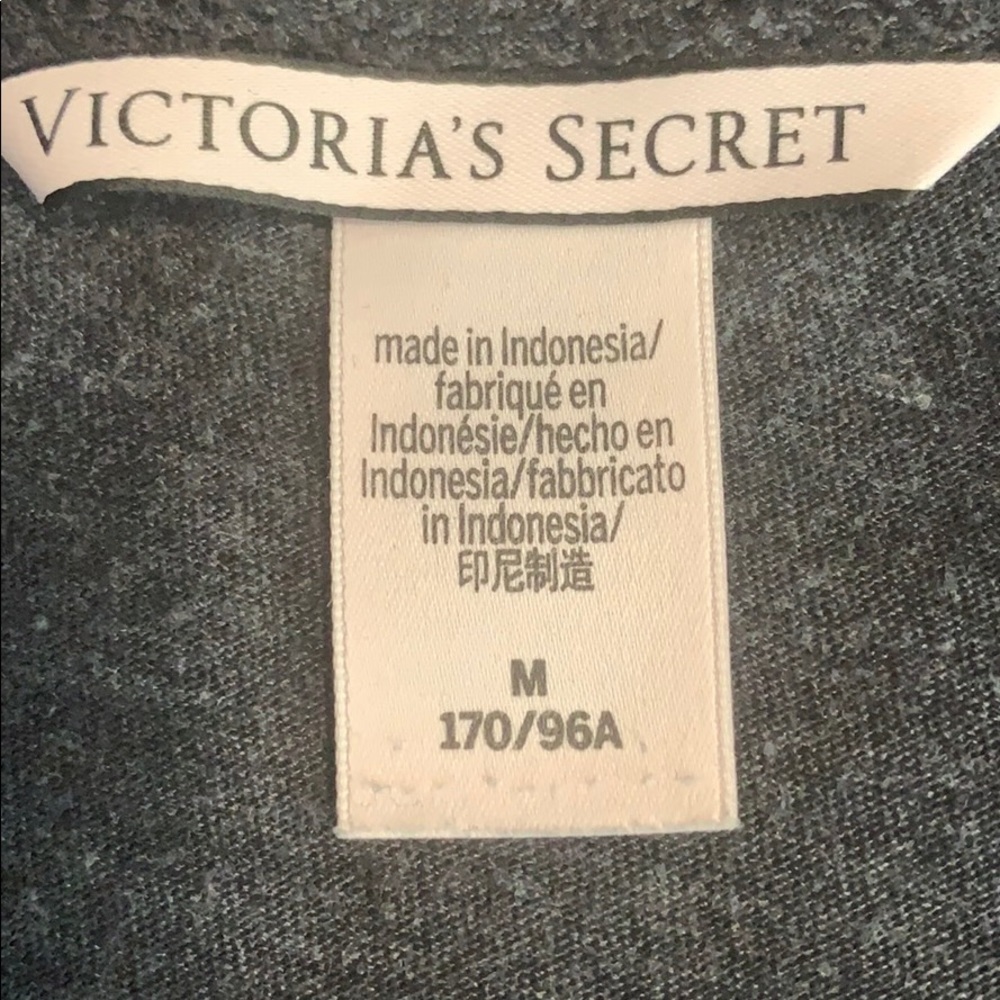 VICTORIA'S SECRET
made in Indonesia/
fabriqué en
Indonésie/hecho en
Indonesia/fabbricato
in Indonesia/
印尼制造
M
170/96A